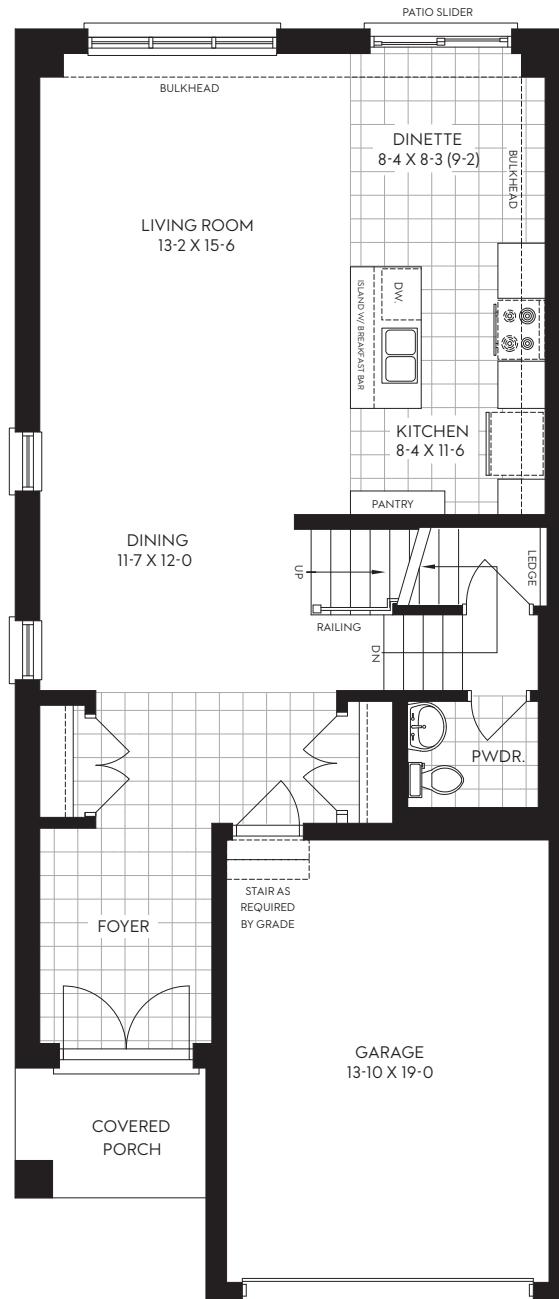 PATIO SLIDER
BULKHEAD
DINETTE
8-4 X 8-3 (9-2)
BULKHEAD
LIVING ROOM
13-2 X 15-6
DW.
ISLAND W/ BREAKFAST BAR
KITCHEN
8-4 X 11-6
PANTRY
DINING
11-7 X 12-0
UP
LEDGE
RAILING
DN
PWDR.
STAIR AS
REQUIRED
BY GRADE
FOYER
GARAGE
13-10 X 19-0
COVERED
PORCH